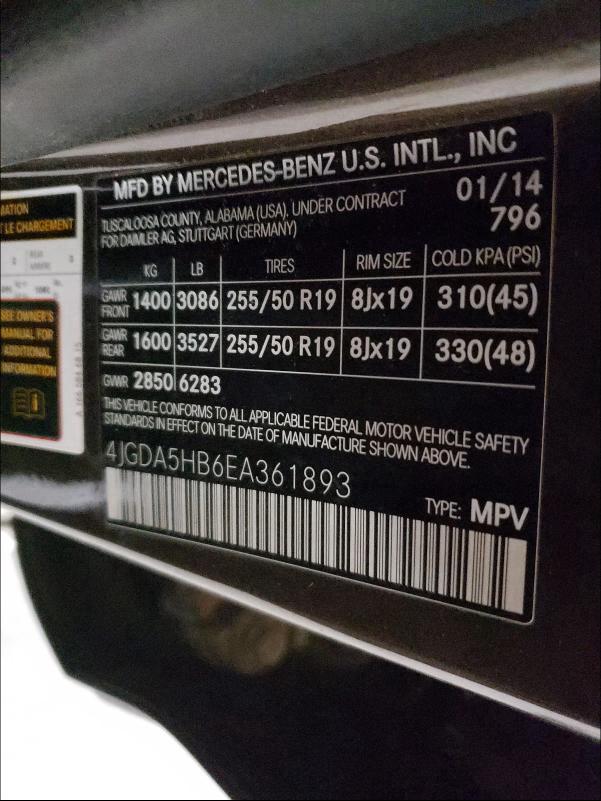 MFD BY MERCEDES-BENZ U.S. INTL., INC
TUSCALOOSA COUNTY, ALABAMA (USA). UNDER CONTRACT
FOR DAIMLER AG, STUTTGART (GERMANY)
01/14
796
KG LB TIRES RIM SIZE COLD KPA(PSI)
GAWR FRONT 1400 3086 255/50 R19 8Jx19 310(45)
GAWR REAR 1600 3527 255/50 R19 8Jx19 330(48)
GVWR 2850 6283
THIS VEHICLE CONFORMS TO ALL APPLICABLE FEDERAL MOTOR VEHICLE SAFETY
STANDARDS IN EFFECT ON THE DATE OF MANUFACTURE SHOWN ABOVE.
4JGDA5HB6EA361893
TYPE: MPV
LE CHARGEMENT
SEE OWNER'S
MANUAL FOR
ADDITIONAL
INFORMATION